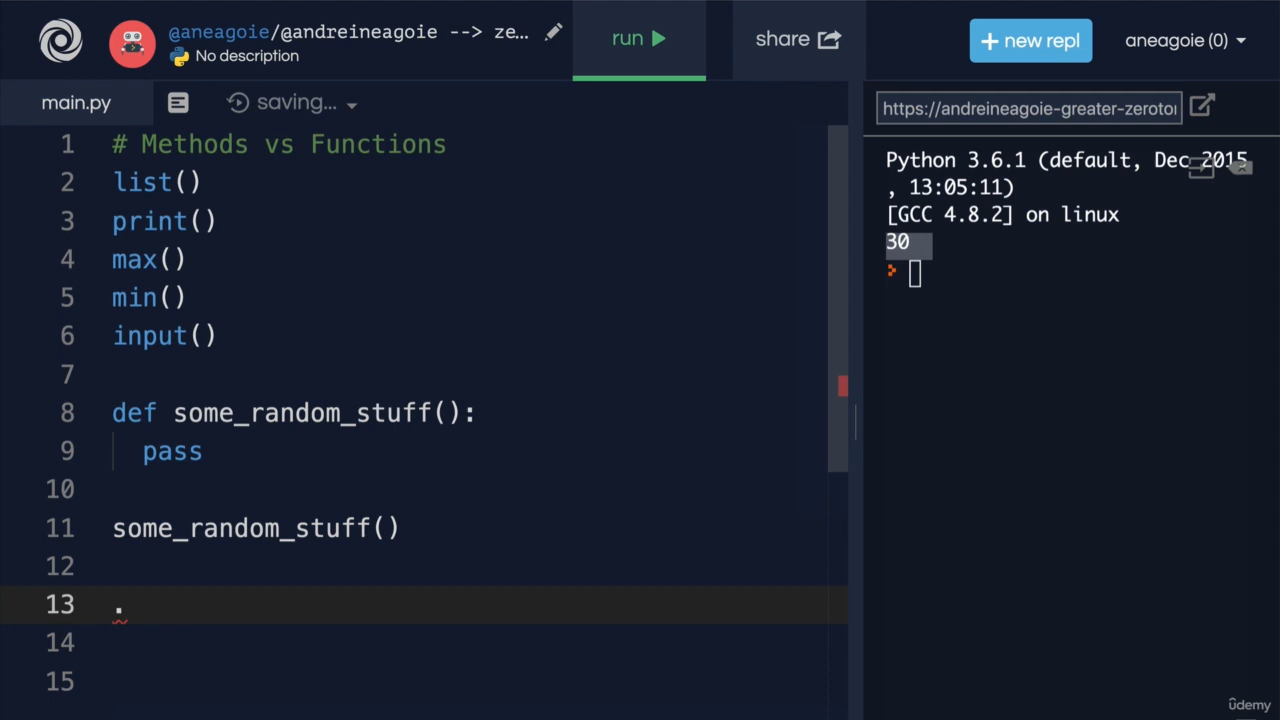 @aneagoie/@andreineagoie --> ze...
No description
run
share
+ new repl
aneagoie (0)
main.py
saving...
https://andreineagoie-greater-zerotor
1 # Methods vs Functions
2 list()
3 print()
4 max()
5 min()
6 input()
7
8 def some_random_stuff():
9 pass
10
11 some_random_stuff()
12
13 .
14
15
Python 3.6.1 (default, Dec 2015
, 13:05:11)
[GCC 4.8.2] on linux
30
ûdemy